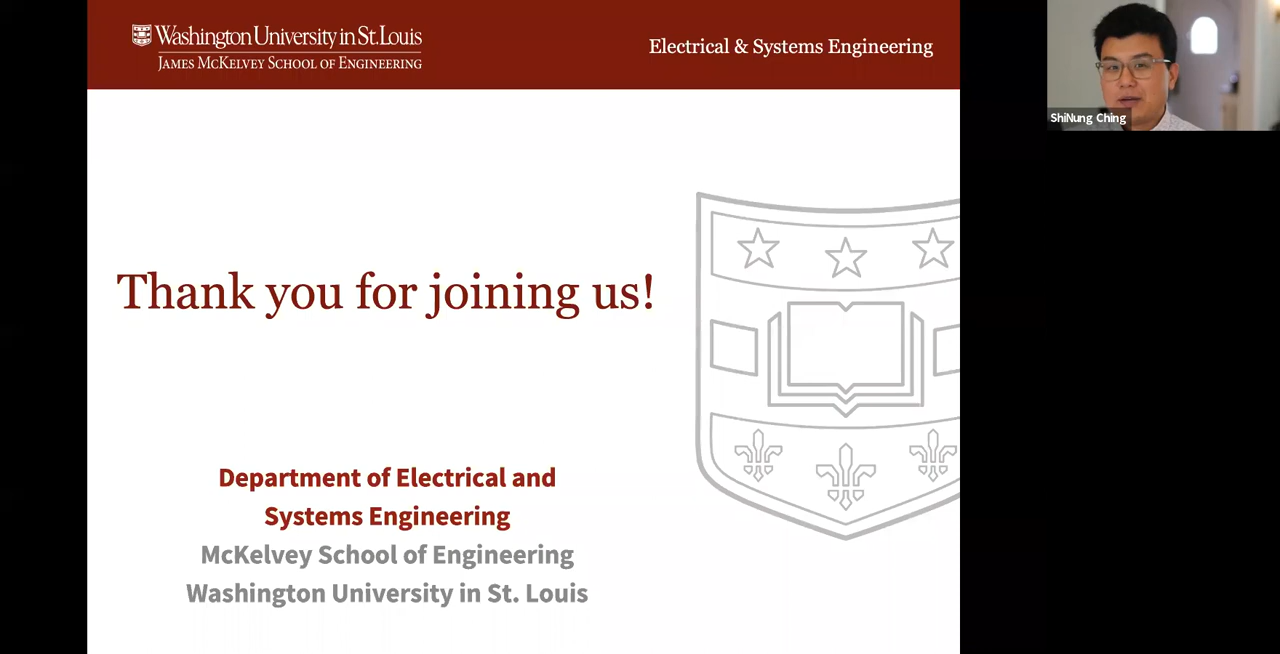 Washington University in St. Louis
JAMES MCKELVEY SCHOOL OF ENGINEERING
Electrical & Systems Engineering
ShiNung Ching
Thank you for joining us!
Department of Electrical and
Systems Engineering
McKelvey School of Engineering
Washington University in St. Louis